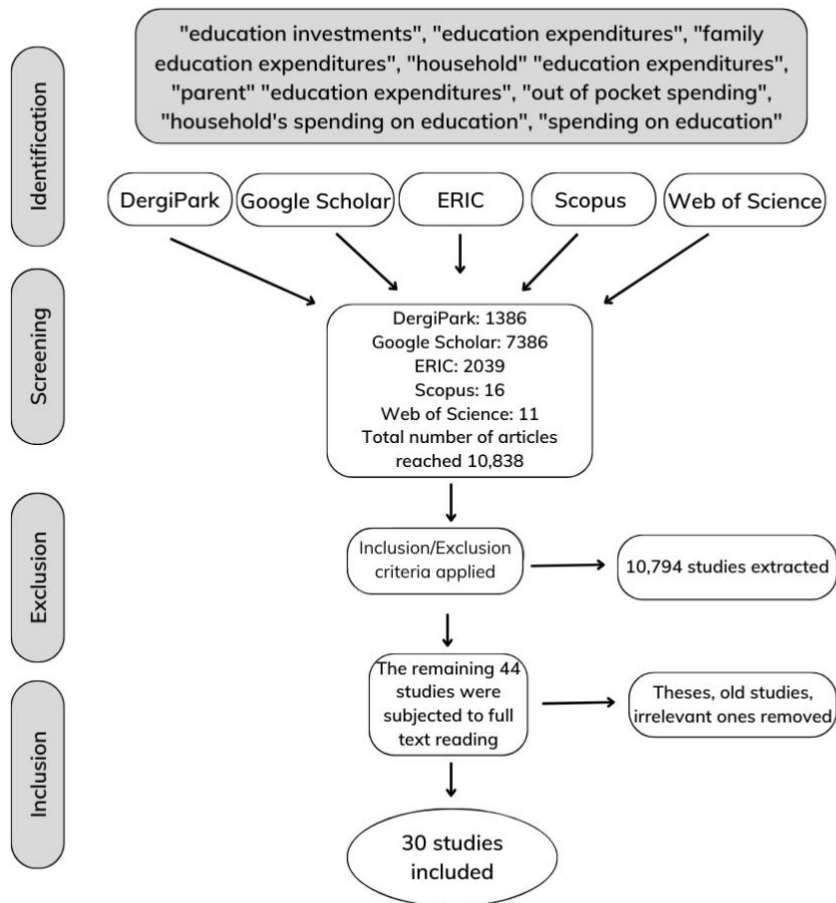 "education investments", "education expenditures", "family
education expenditures", "household" "education expenditures",
"parent" "education expenditures", "out of pocket spending",
"household's spending on education", "spending on education"
Identification
DergiPark
Google Scholar
ERIC
Scopus
Web of Science
Screening
DergiPark: 1386
Google Scholar: 7386
ERIC: 2039
Scopus: 16
Web of Science: 11
Total number of articles
reached 10,838
Exclusion
Inclusion/Exclusion
criteria applied
10,794 studies extracted
Inclusion
The remaining 44
studies were
subjected to full
text reading
Theses, old studies,
irrelevant ones removed
30 studies
included